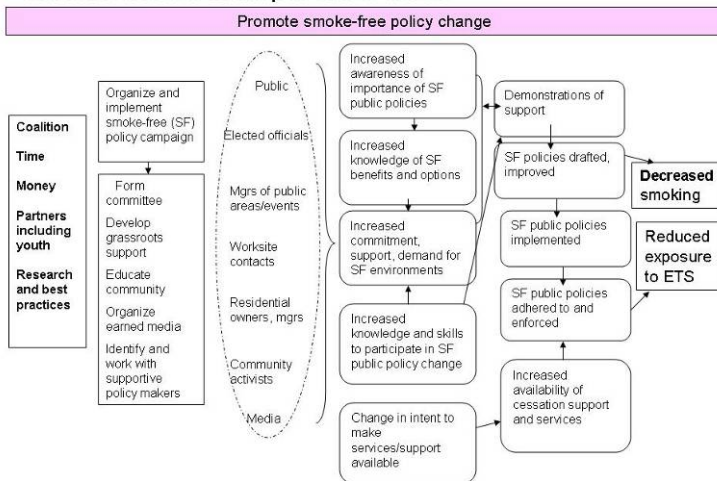 Promote smoke-free policy change
Coalition
Time
Money
Partners
including
youth
Research
and best
practices
Organize and
implement
smoke-free (SF)
policy campaign
Form
committee
Develop
grassroots
support
Educate
community
Organize
earned media
Identify and
work with
supportive
policy makers
Public
Elected officials
Mgrs of public
areas/events
Worksite
contacts
Residential
owners, mgrs
Community
activists
Media
Increased
awareness of
importance of SF
public policies
Increased
knowledge of SF
benefits and options
Increased
commitment,
support, demand for
SF environments
Increased
knowledge and skills
to participate in SF
public policy change
Change in intent to
make
services/support
available
Demonstrations of
support
SF policies drafted,
improved
SF public policies
implemented
SF public policies
adhered to and
enforced
Increased
availability of
cessation support
and services
Decreased
smoking
Reduced
exposure
to ETS